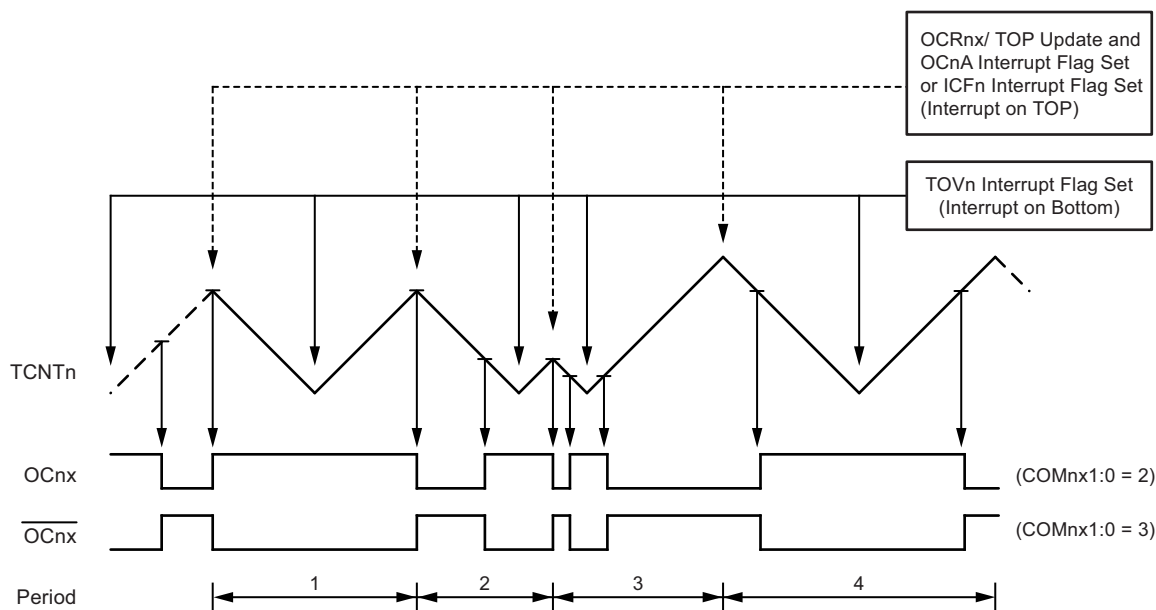 OCRnx/ TOP Update and
OCnA Interrupt Flag Set
or ICFn Interrupt Flag Set
(Interrupt on TOP)
TOVn Interrupt Flag Set
(Interrupt on Bottom)
TCNTn
OCnx
(COMnx1:0 = 2)
OCnx
(COMnx1:0 = 3)
Period
1
2
3
4